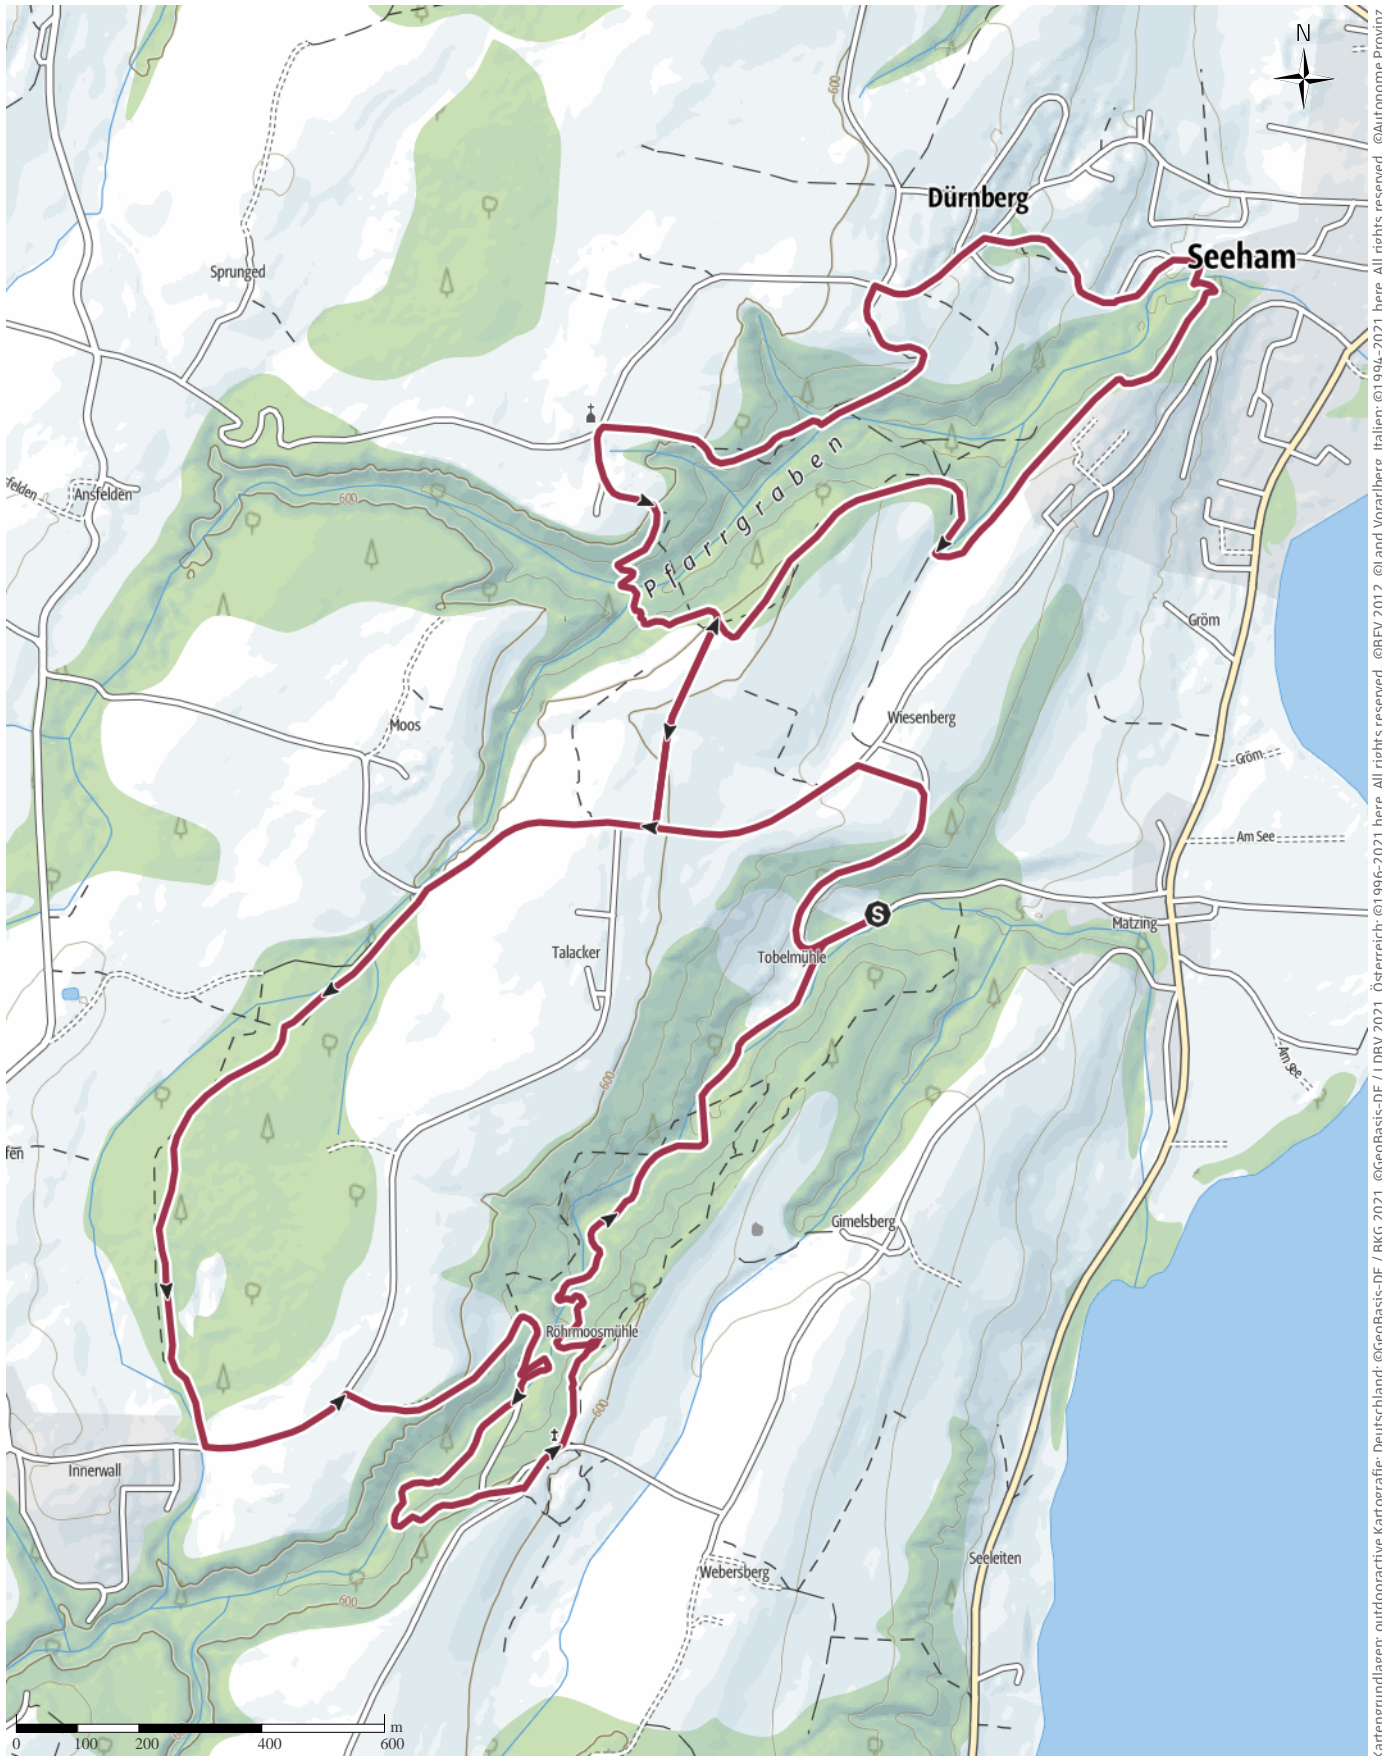 N
600
Dürnberg
Seeham
Sprunged
Ansfelden
felden
600
Pfarrgraben
Gröm
Moos
Wiesenberg
Gröm
Am See
Matzing
Talacker
Tobelmühle
S
600
Am See
fen
Gimelsberg
Röhrmoosmühle
600
Innerwall
Seeleiten
Webersberg
600
m
0 100 200 400 600
Kartengrundlagen: outdooractive Kartografie; Deutschland: ©GeoBasis-DE / BKG 2021, ©GeoBasis-DE / LDBV 2021, Österreich: ©1996-2021 here. All rights reserved., ©BEV 2012, ©Land Vorarlberg, Italien: ©1994-2021 here. All rights reserved., ©Autonome Provinz